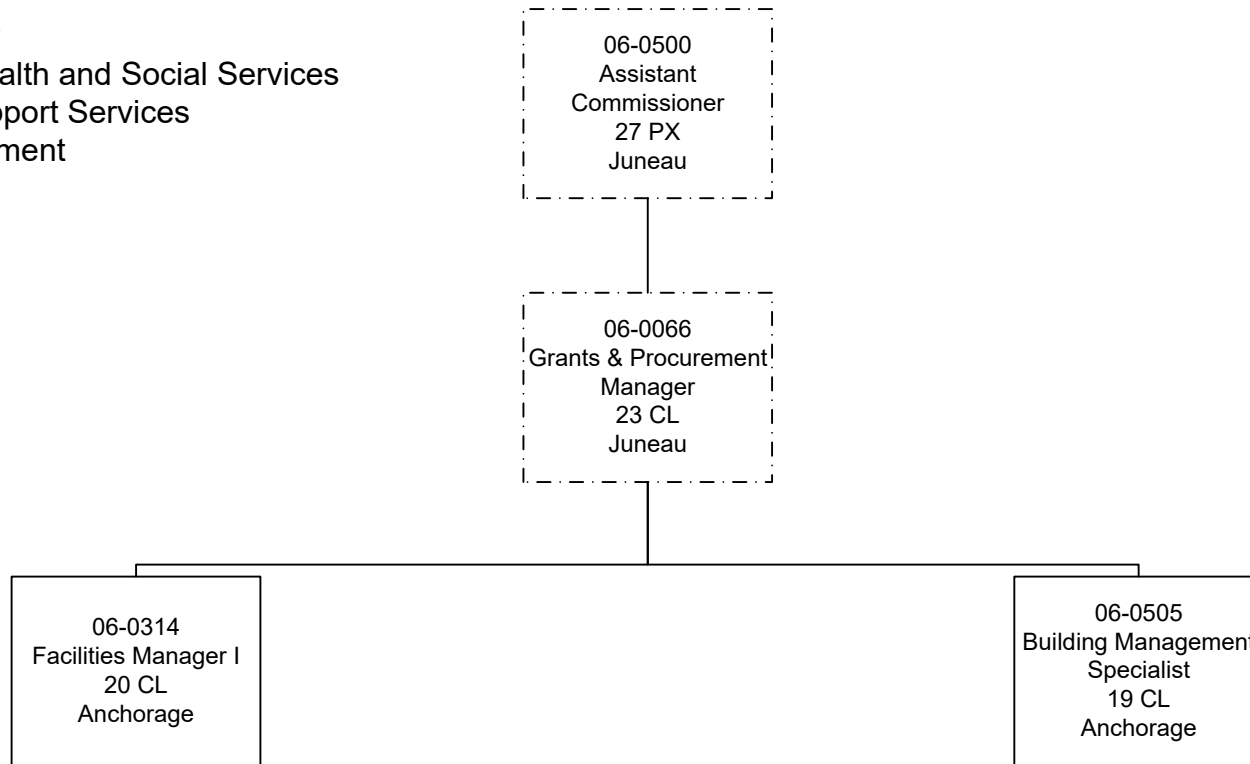 alth and Social Services
port Services
ment
06-0500
Assistant
Commissioner
27 PX
Juneau
06-0066
Grants & Procurement
Manager
23 CL
Juneau
06-0314
Facilities Manager I
20 CL
Anchorage
06-0505
Building Management
Specialist
19 CL
Anchorage